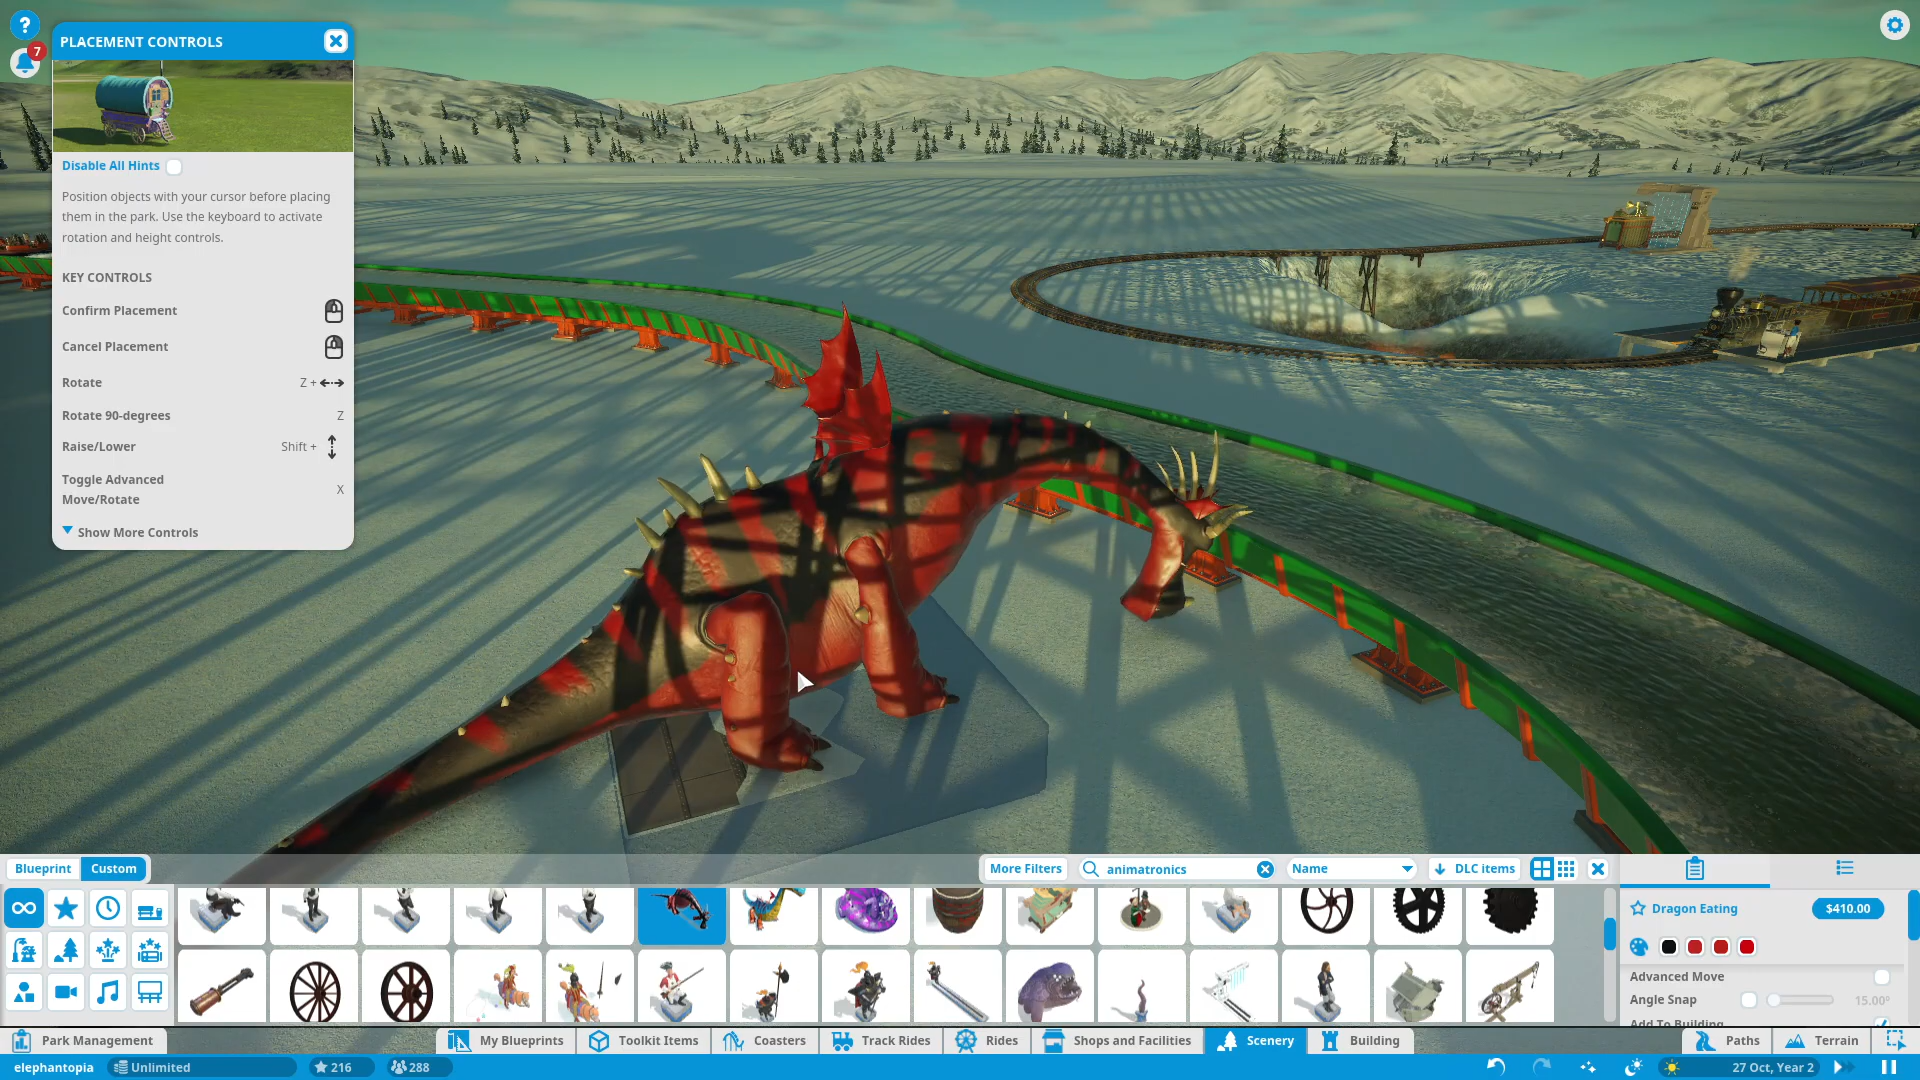 ?
7
PLACEMENT CONTROLS
Disable All Hints
Position objects with your cursor before placing
them in the park. Use the keyboard to activate
rotation and height controls.
KEY CONTROLS
Confirm Placement
Cancel Placement
Rotate Z +
Rotate 90-degrees Z
Raise/Lower Shift +
Toggle Advanced
Move/Rotate X
Show More Controls
Blueprint Custom More Filters animatronics Name DLC items
Dragon Eating $410.00
Advanced Move
Angle Snap 15.00°
Add To Building
Park Management My Blueprints Toolkit Items Coasters Track Rides Rides Shops and Facilities Scenery Building Paths Terrain
elephantopia Unlimited 216 288 27 Oct, Year 2